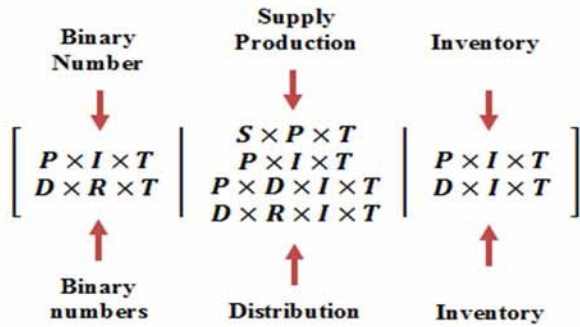 Binary
Number
Supply
Production
Inventory
P × I × T
D × R × T
S × P × T
P × I × T
P × D × I × T
D × R × I × T
P × I × T
D × I × T
Binary
numbers
Distribution
Inventory